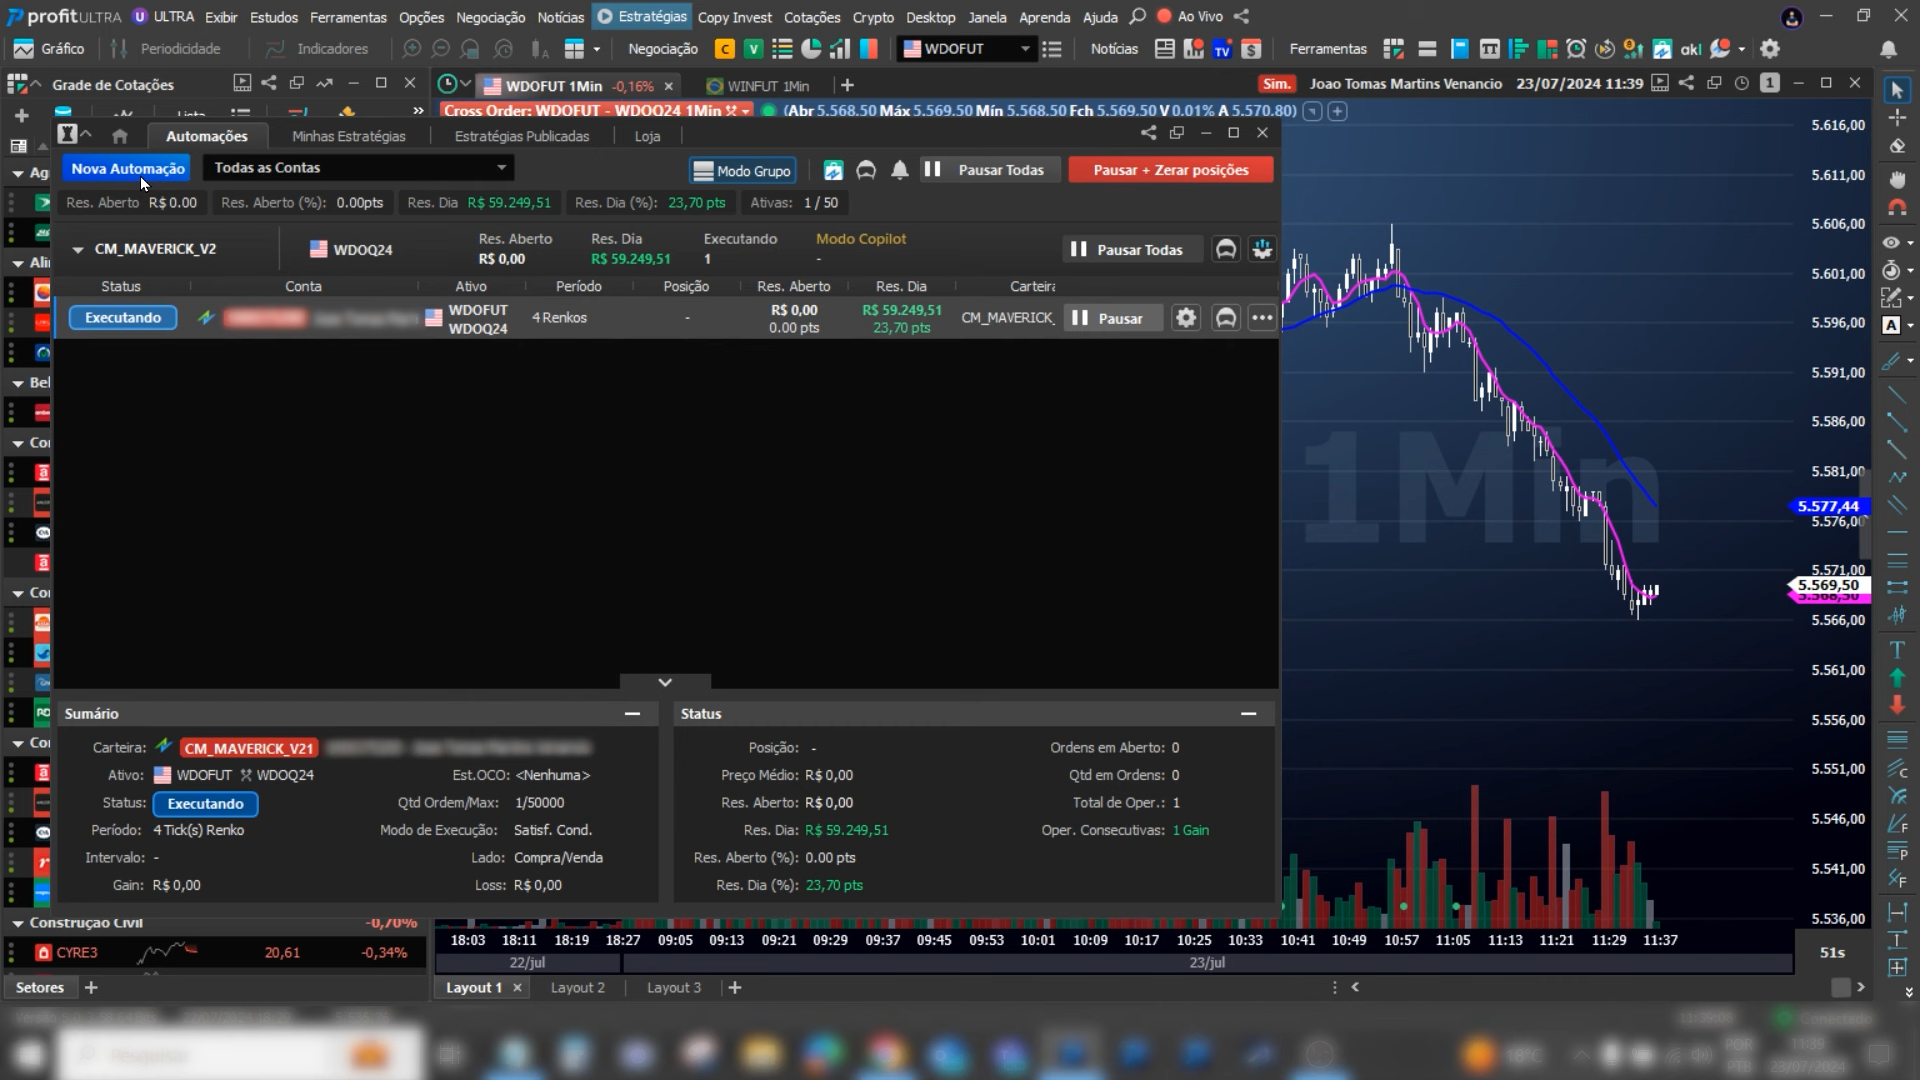 profitULTRA ULTRA Exibir Estudos Ferramentas Opções Negociação Notícias Estratégias Copy Invest Cotações Crypto Desktop Janela Aprenda Ajuda Ao Vivo
Gráfico Periodicidade Indicadores Negociação C V WDOFUT Notícias Ferramentas
Grade de Cotações WDOFUT 1Min -0,16% WINFUT 1Min Sim. Joao Tomas Martins Venancio 23/07/2024 11:39 1
Cross Order: WDOFUT - WDOQ24 1Min (Abr 5.568,50 Máx 5.569,50 Mín 5.568,50 Fch 5.569,50 V 0.01% A 5.570,80)
Automações Minhas Estratégias Estratégias Publicadas Loja
Nova Automação Todas as Contas Modo Grupo Pausar Todas Pausar + Zerar posições
Res. Aberto R$ 0.00 Res. Aberto (%): 0.00pts Res. Dia R$ 59.249,51 Res. Dia (%): 23,70 pts Ativas: 1 / 50
CM_MAVERICK_V2 WDOQ24 Res. Aberto R$ 0,00 Res. Dia R$ 59.249,51 Executando 1 Modo Copilot - Pausar Todas
Status Conta Ativo Período Posição Res. Aberto Res. Dia Carteira
Executando WDOFUT WDOQ24 4 Renkos - R$ 0,00 0.00 pts R$ 59.249,51 23,70 pts CM_MAVERICK_ Pausar
1Min
5.616,00
5.611,00
5.606,00
5.601,00
5.596,00
5.591,00
5.586,00
5.581,00
5.577,44
5.576,00
5.571,00
5.569,50
5.568,50
5.566,00
5.561,00
5.556,00
5.551,00
5.546,00
5.541,00
5.536,00
Sumário
Carteira: CM_MAVERICK_V21
Ativo: WDOFUT WDOQ24 Est.OCO: <Nenhuma>
Status: Executando Qtd Ordem/Max: 1/50000
Período: 4 Tick(s) Renko Modo de Execução: Satisf. Cond.
Intervalo: - Lado: Compra/Venda
Gain: R$ 0,00 Loss: R$ 0,00
Status
Posição: - Ordens em Aberto: 0
Preço Médio: R$ 0,00 Qtd em Ordens: 0
Res. Aberto: R$ 0,00 Total de Oper.: 1
Res. Dia: R$ 59.249,51 Oper. Consecutivas: 1 Gain
Res. Aberto (%): 0.00 pts
Res. Dia (%): 23,70 pts
Construção Civil -0,70%
CYRE3 20,61 -0,34%
18:03 18:11 18:19 18:27 09:05 09:13 09:21 09:29 09:37 09:45 09:53 10:01 10:09 10:17 10:25 10:33 10:41 10:49 10:57 11:05 11:13 11:21 11:29 11:37
22/jul 23/jul 51s
Setores Layout 1 Layout 2 Layout 3